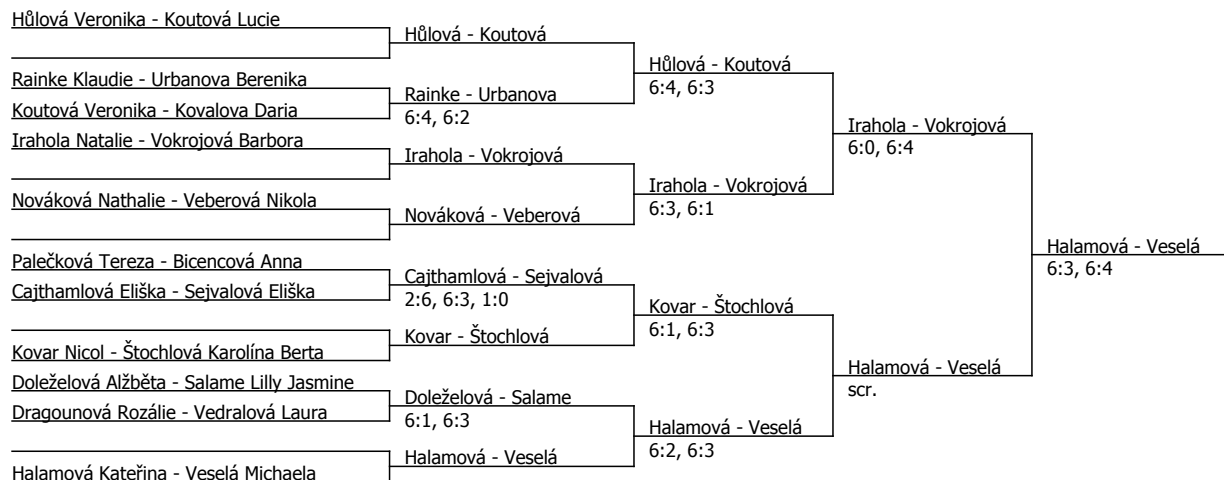 Hůlová Veronika - Koutová Lucie
Hůlová - Koutová
Hůlová - Koutová
6:4, 6:3
Rainke Klaudie - Urbanova Berenika
Rainke - Urbanova
6:4, 6:2
Koutová Veronika - Kovalova Daria
Irahola - Vokrojová
6:0, 6:4
Irahola Natalie - Vokrojová Barbora
Irahola - Vokrojová
Irahola - Vokrojová
6:3, 6:1
Nováková Nathalie - Veberová Nikola
Nováková - Veberová
Halamová - Veselá
6:3, 6:4
Palečková Tereza - Bicencová Anna
Cajthamlová - Sejvalová
2:6, 6:3, 1:0
Cajthamlová Eliška - Sejvalová Eliška
Kovar - Štochlová
6:1, 6:3
Kovar - Štochlová
Kovar Nicol - Štochlová Karolína Berta
Halamová - Veselá
scr.
Doleželová Alžběta - Salame Lilly Jasmine
Doleželová - Salame
6:1, 6:3
Dragounová Rozálie - Vedralová Laura
Halamová - Veselá
6:2, 6:3
Halamová - Veselá
Halamová Kateřina - Veselá Michaela